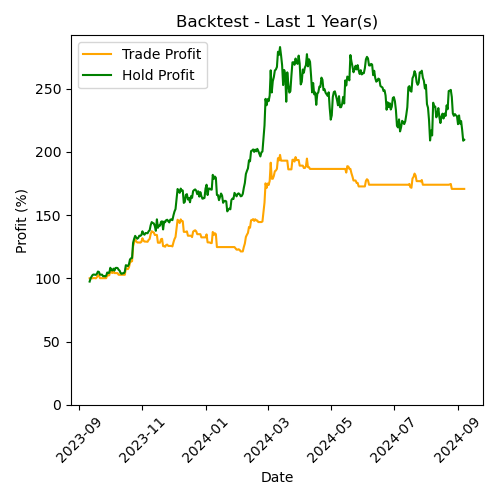 Backtest - Last 1 Year(s)
Trade Profit
Hold Profit
Profit (%)
250
200
150
100
50
0
2023-09
2023-11
2024-01
2024-03
2024-05
2024-07
2024-09
Date